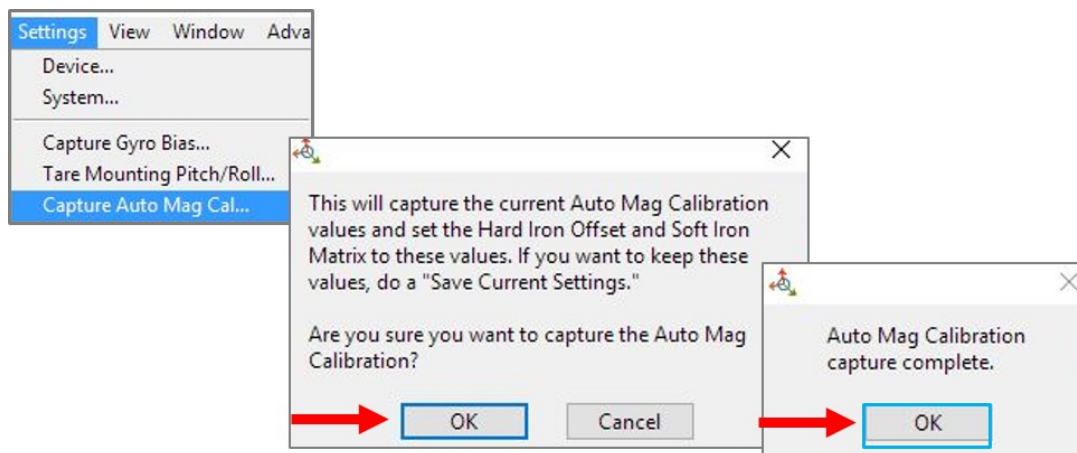 Settings View Window Adva
Device...
System...
Capture Gyro Bias...
Tare Mounting Pitch/Roll...
Capture Auto Mag Cal...
This will capture the current Auto Mag Calibration
values and set the Hard Iron Offset and Soft Iron
Matrix to these values. If you want to keep these
values, do a "Save Current Settings."
Are you sure you want to capture the Auto Mag
Calibration?
OK Cancel
Auto Mag Calibration
capture complete.
OK